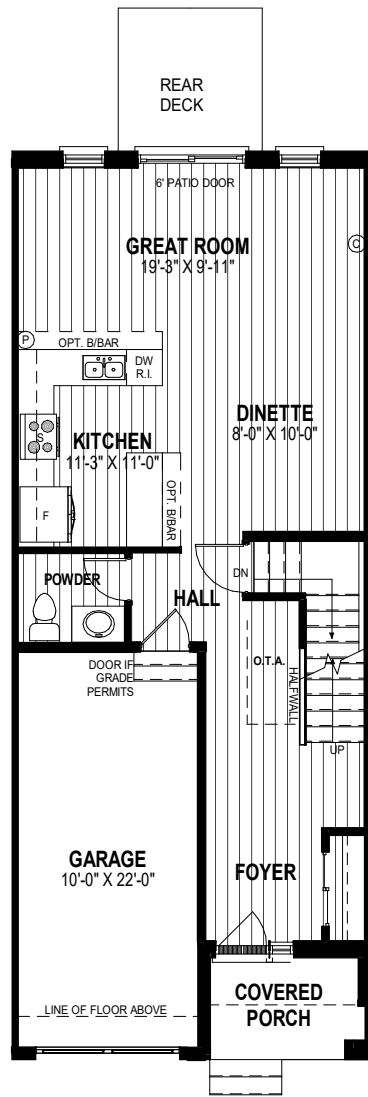 REAR
DECK
6' PATIO DOOR
GREAT ROOM
19'-3" X 9'-11"
C
P
OPT. B/BAR
DW
R.I.
DINETTE
8'-0" X 10'-0"
S
KITCHEN
11'-3" X 11'-0"
OPT. B/BAR
F
POWDER
DN
HALL
DOOR IF
GRADE
PERMITS
O.T.A.
HALFWALL
UP
GARAGE
10'-0" X 22'-0"
FOYER
COVERED
PORCH
LINE OF FLOOR ABOVE